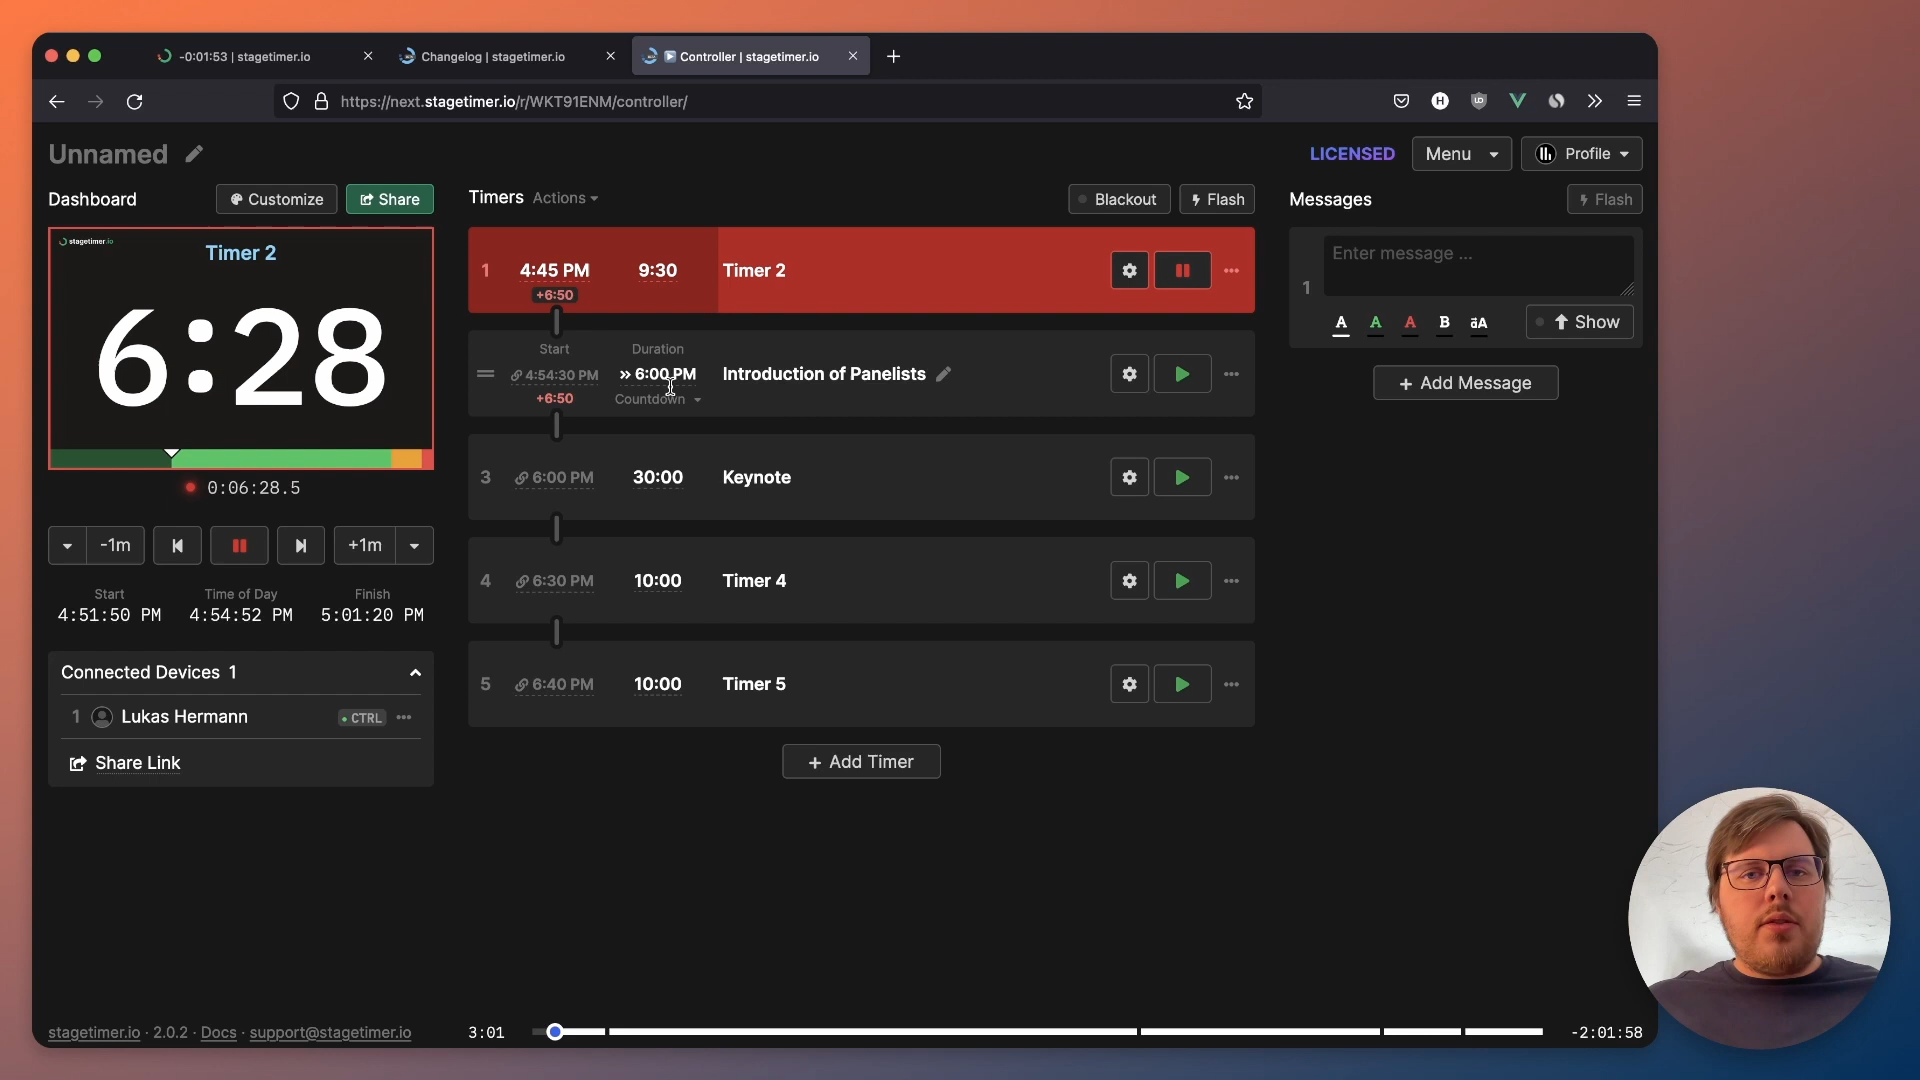 -0:01:53 | stagetimer.io
Changelog | stagetimer.io
Controller | stagetimer.io
https://next.stagetimer.io/r/WKT91ENM/controller/
Unnamed
LICENSED
Menu
Profile
Dashboard
Customize
Share
Timers
Actions
Blackout
Flash
Messages
Flash
stagetimer.io
Timer 2
6:28
0:06:28.5
-1m
+1m
Start
4:51:50 PM
Time of Day
4:54:52 PM
Finish
5:01:20 PM
Connected Devices 1
1 Lukas Hermann
CTRL
Share Link
1 4:45 PM 9:30 Timer 2
+6:50
Start Duration
4:54:30 PM » 6:00 PM Introduction of Panelists
+6:50 Countdown
3 6:00 PM 30:00 Keynote
4 6:30 PM 10:00 Timer 4
5 6:40 PM 10:00 Timer 5
+ Add Timer
Enter message ...
1
A A A B äA
Show
+ Add Message
stagetimer.io · 2.0.2 · Docs · support@stagetimer.io
3:01
-2:01:58